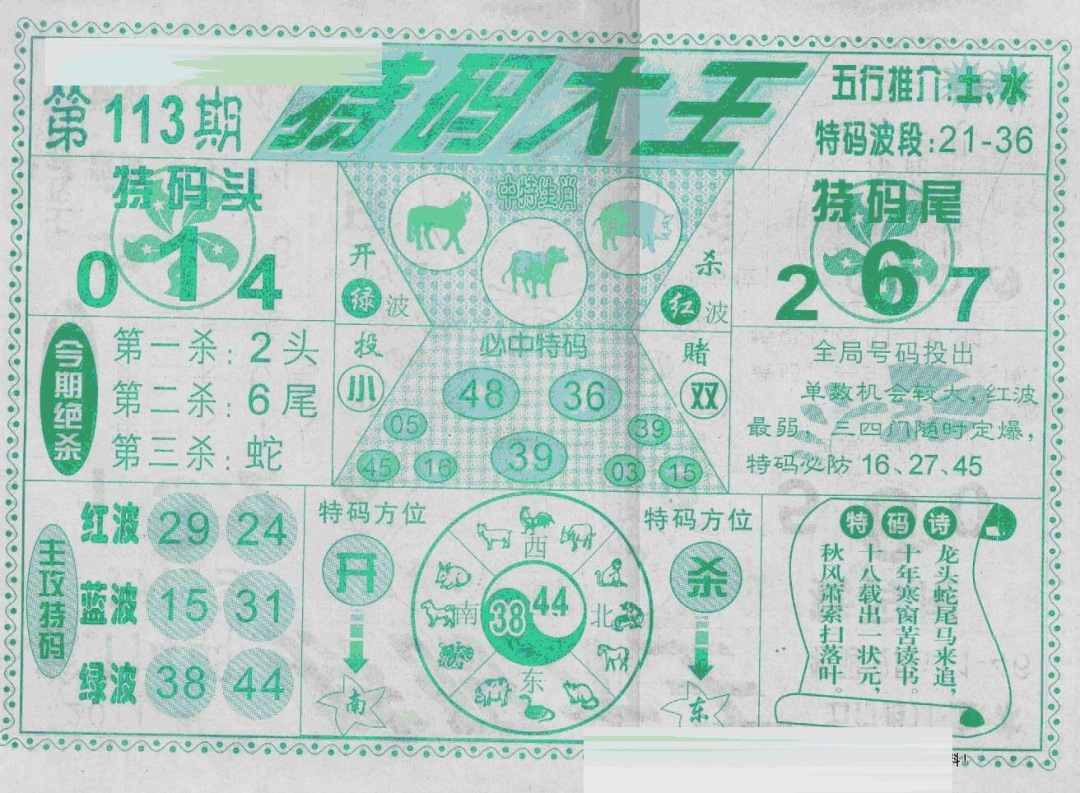 第113期
特码大王
五行推介:土、水
特码波段:21-36
特码头
0 1 4
中特生肖
开
绿波
杀
红波
特码尾
2 6 7
今期绝杀
第一杀:2头
第二杀:6尾
第三杀:蛇
投
小
必中特码
48 36
39
05
45 16
39
03 15
赌
双
全局号码投出
单数机会较大,红波
最弱,三四门随时定爆,
特码必防16、27、45
主攻特码
红波 29 24
蓝波 15 31
绿波 38 44
特码方位
开
南
西
南
北
东
38 44
特码方位
杀
东
特码诗
龙头蛇尾马来追,
十年寒窗苦读书。
十八载出一状元,
秋风萧索扫落叶。
料!